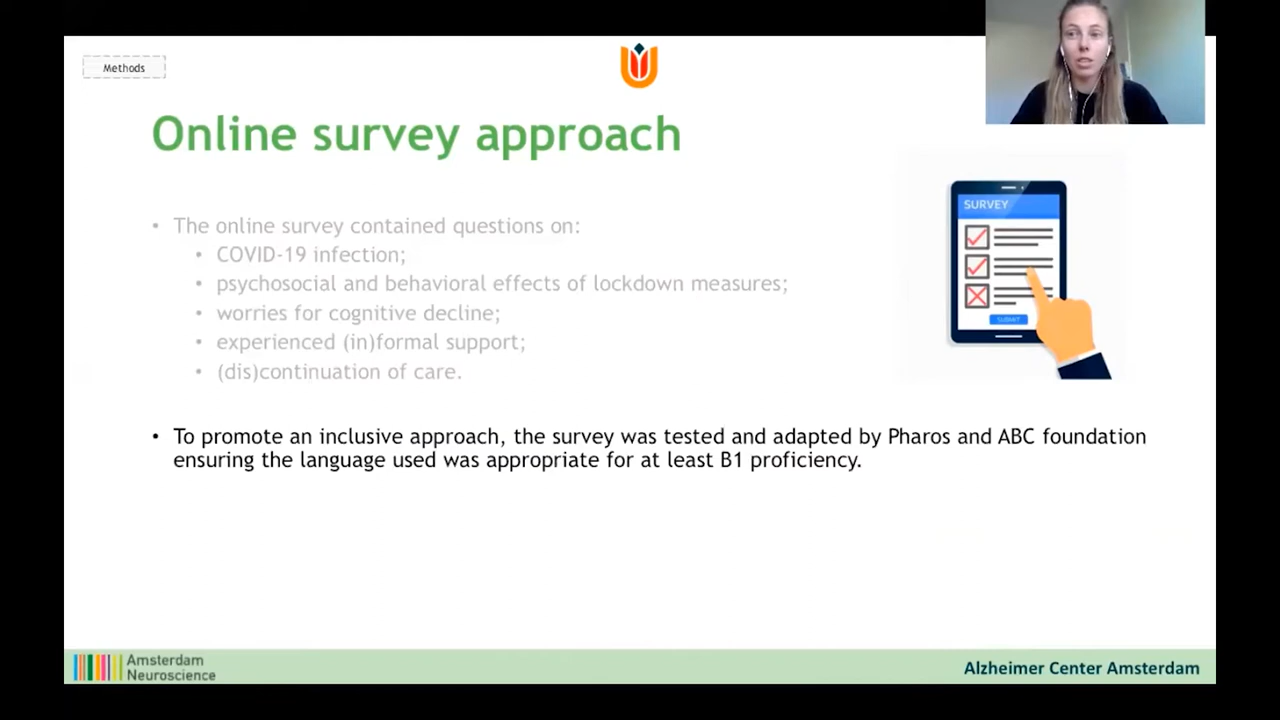 Methods
Online survey approach
• The online survey contained questions on:
• COVID-19 infection;
• psychosocial and behavioral effects of lockdown measures;
• worries for cognitive decline;
• experienced (in)formal support;
• (dis)continuation of care.
SURVEY
SUBMIT
• To promote an inclusive approach, the survey was tested and adapted by Pharos and ABC foundation
ensuring the language used was appropriate for at least B1 proficiency.
Amsterdam
Neuroscience
Alzheimer Center Amsterdam